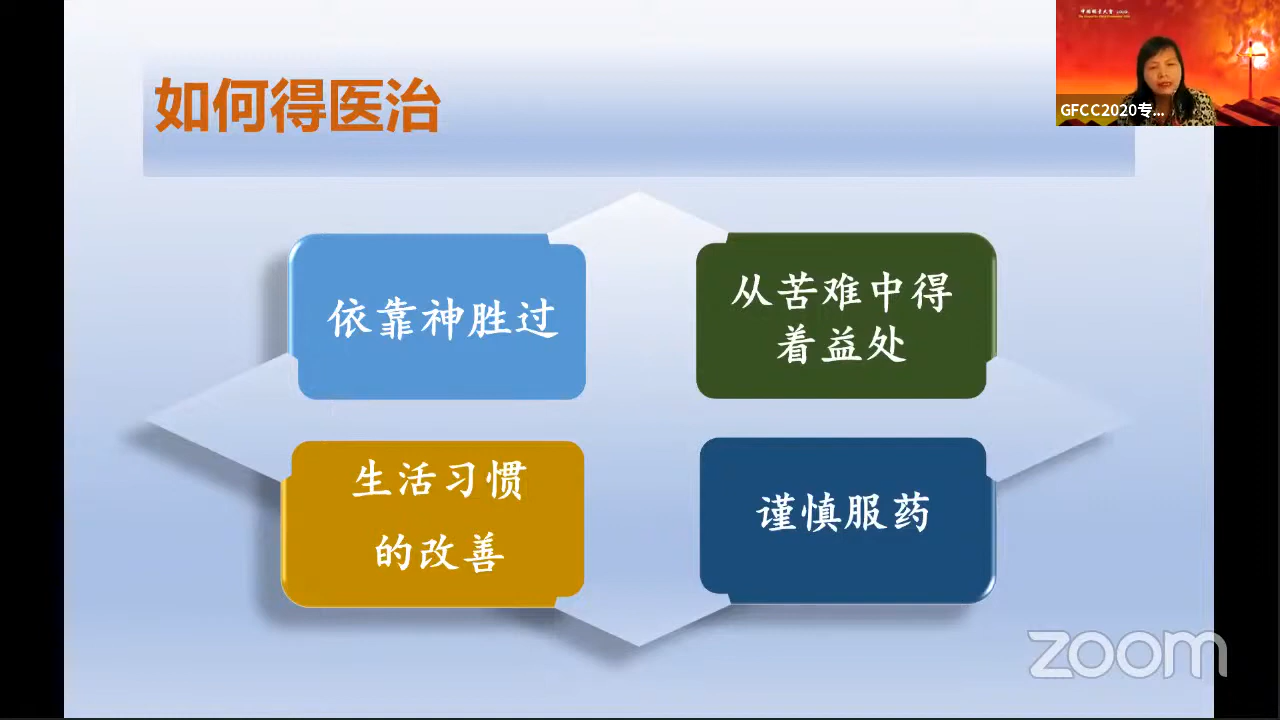 如何得医治
GFCC2020专...
依靠神胜过
从苦难中得
着益处
生活习惯
的改善
谨慎服药
zoom